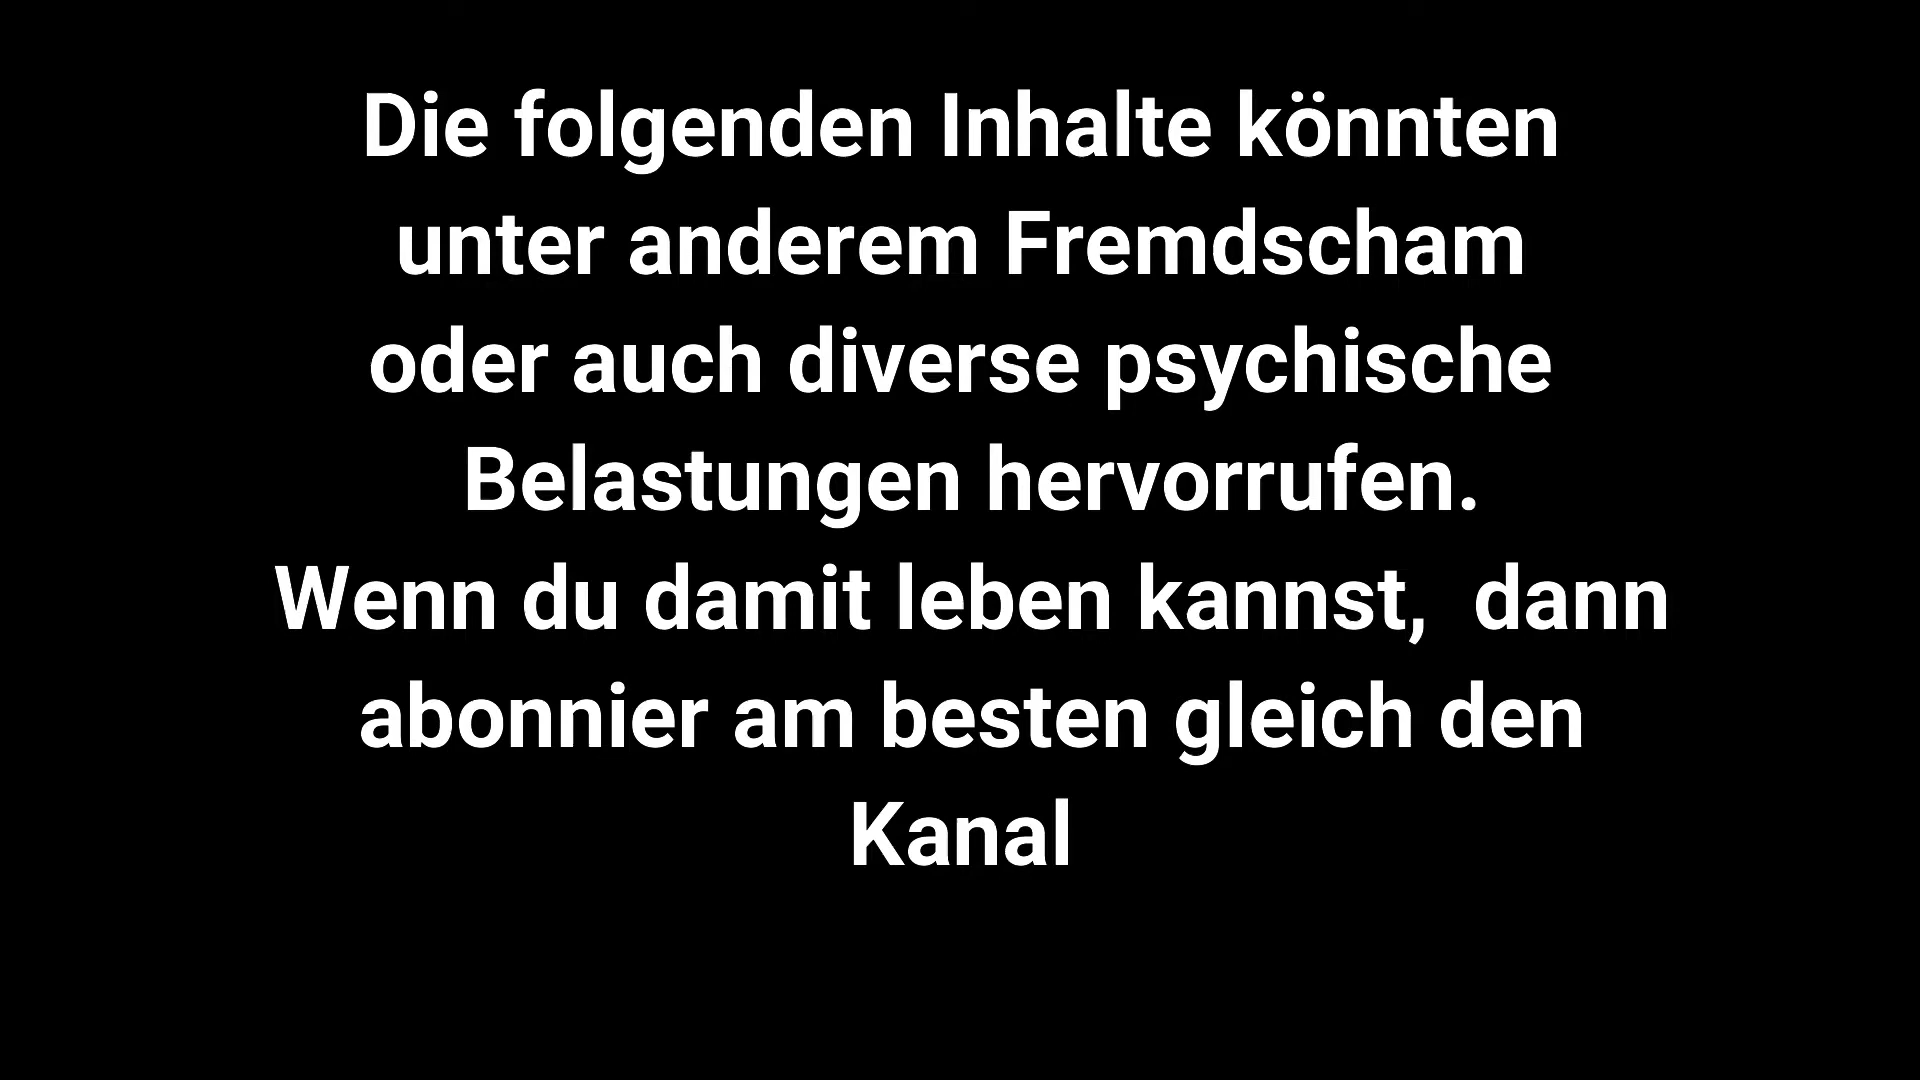 Die folgenden Inhalte könnten
unter anderem Fremdscham
oder auch diverse psychische
Belastungen hervorrufen.
Wenn du damit leben kannst,  dann
abonnier am besten gleich den
Kanal